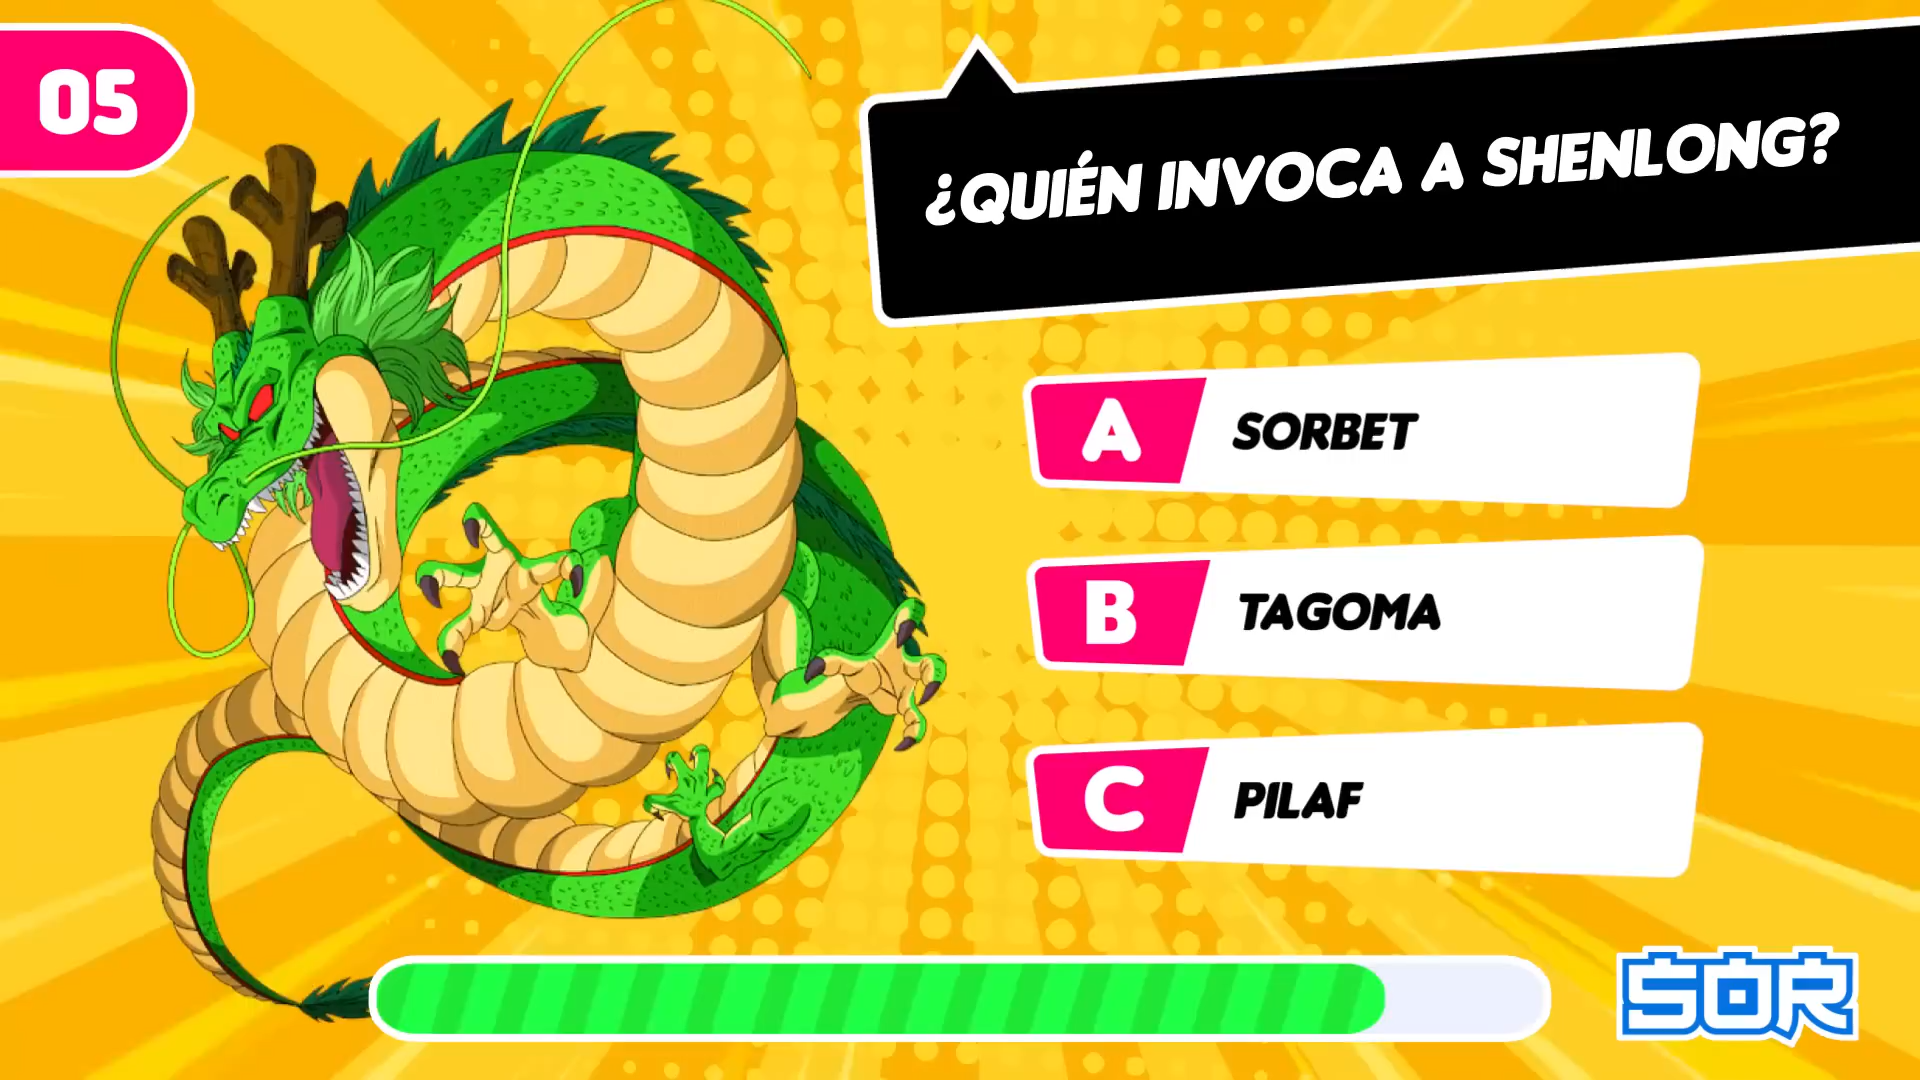 05
¿QUIÉN INVOCA A SHENLONG?
A SORBET
B TAGOMA
C PILAF
SOR